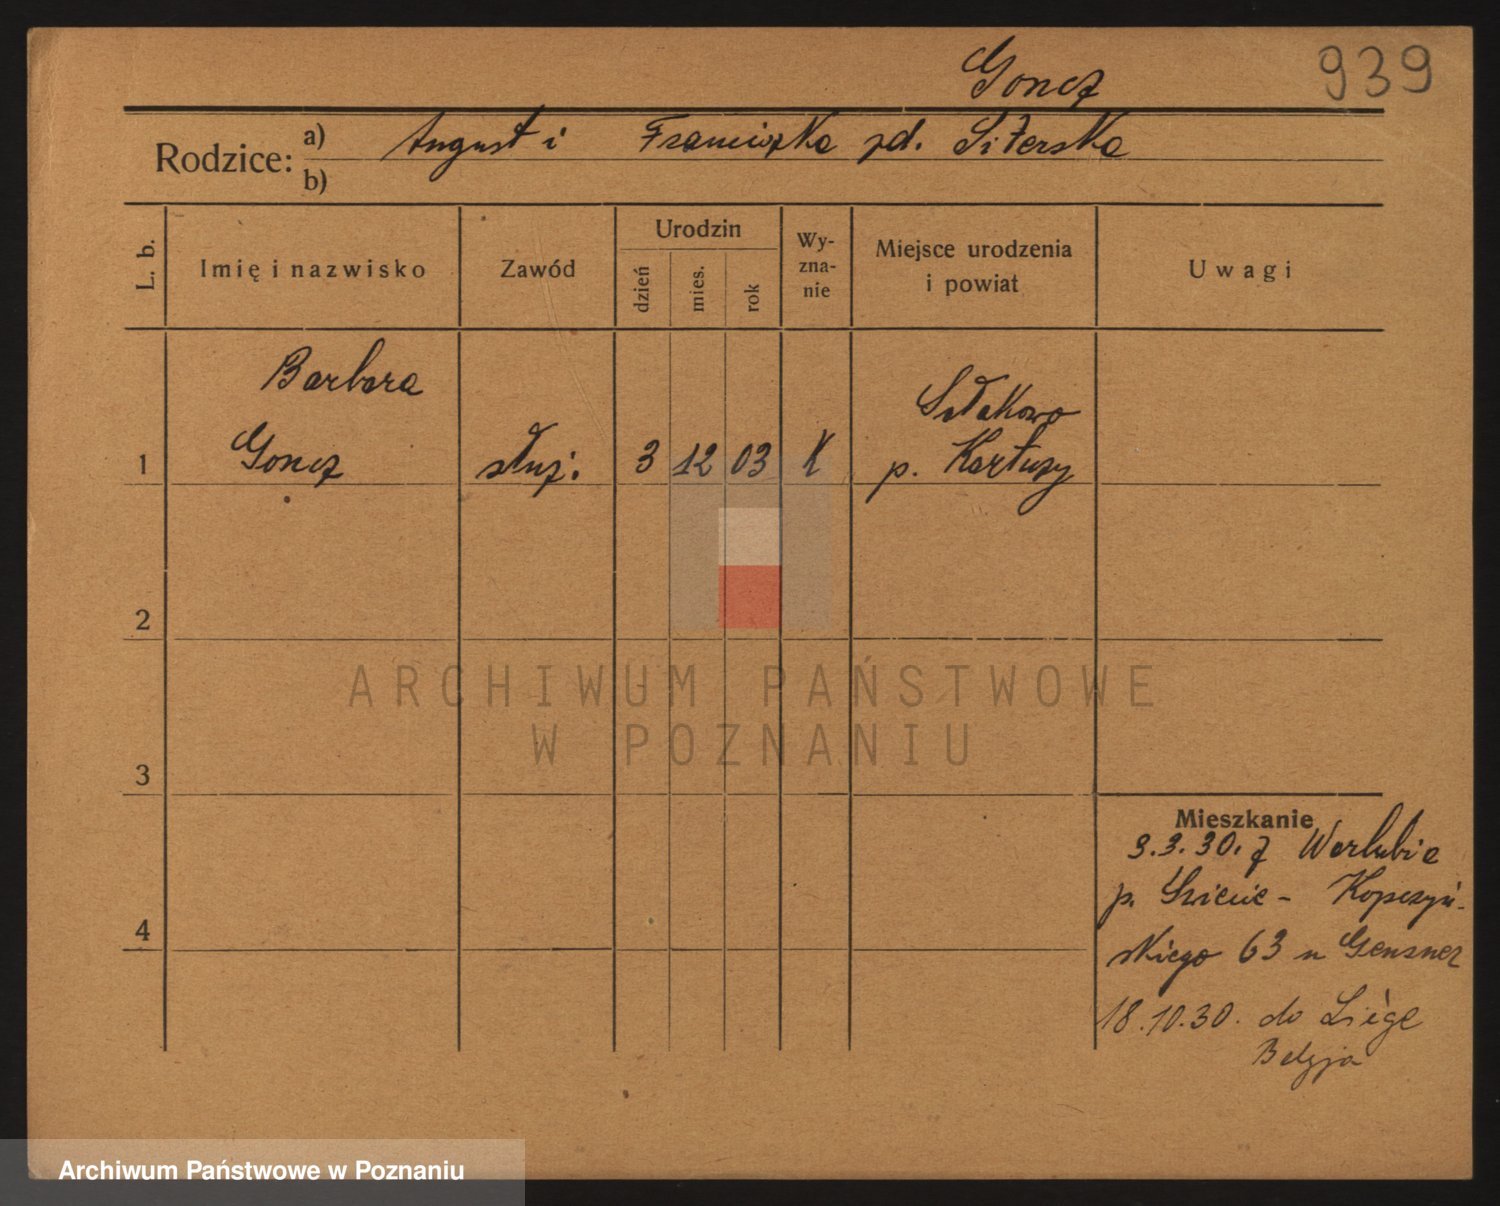 Goncz
939
Rodzice:
a) August i Franciszka zd. Siterska
b)
L. b.
Imię i nazwisko
Zawód
Urodzin
dzień
mies.
rok
Wy-
zna-
nie
Miejsce urodzenia
i powiat
Uwagi
Barbara
1 Goncz służ. 3 12 03 K
p. Kartuzy
2
3
4
Mieszkanie
3.3.30. z Warlubie
p. Świecie - Kopczyń-
skiego 63 u Gensner
18.10.30. do Liège
Belgja
ARCHIWUM PAŃSTWOWE
W POZNANIU
Archiwum Państwowe w Poznaniu